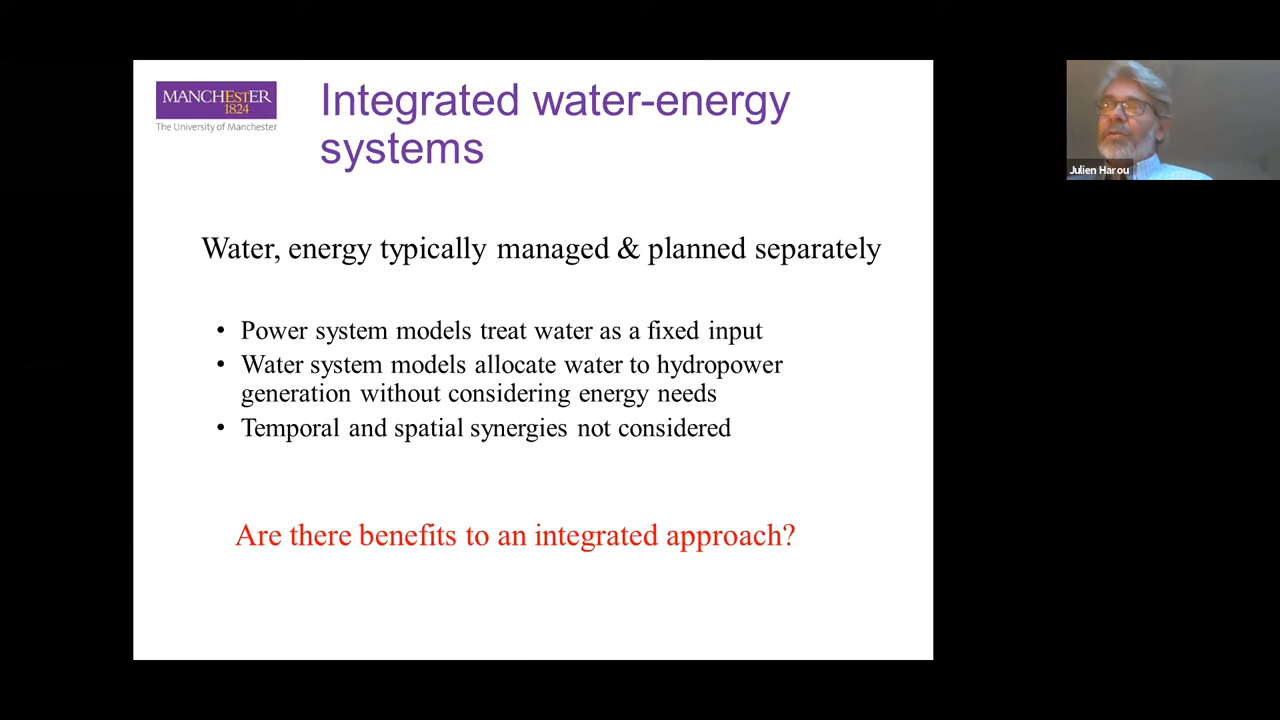 MANCHESTER
1824
The University of Manchester
Integrated water-energy
systems
Water, energy typically managed & planned separately
• Power system models treat water as a fixed input
• Water system models allocate water to hydropower
generation without considering energy needs
• Temporal and spatial synergies not considered
Are there benefits to an integrated approach?
Julien Harou